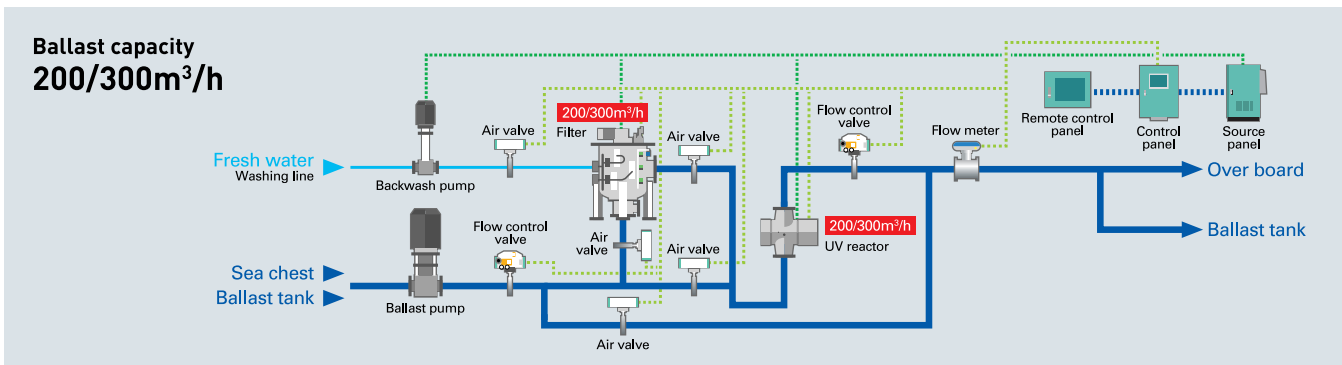 Ballast capacity
200/300m³/h
200/300m³/h
Filter
Air valve
Air valve
Flow control
valve
Flow meter
Remote control
panel
Control
panel
Source
panel
Fresh water
Washing line
Backwash pump
Over board
Flow control
valve
Air
valve
Air valve
200/300m³/h
UV reactor
Ballast tank
Sea chest
Ballast tank
Ballast pump
Air valve